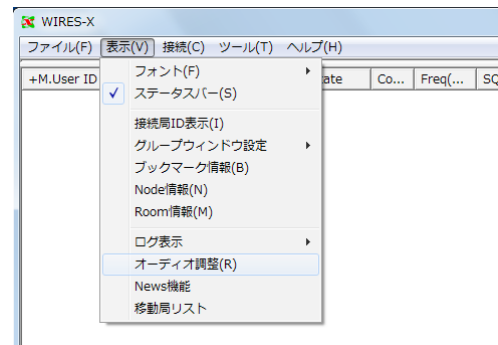 WIRES-X
ファイル(F) 表示(V) 接続(C) ツール(T) ヘルプ(H)
+M.User ID ate Co... Freq(... SQ
フォント(F)
ステータスバー(S)
接続局ID表示(I)
グループウィンドウ設定
ブックマーク情報(B)
Node情報(N)
Room情報(M)
ログ表示
オーディオ調整(R)
News機能
移動局リスト